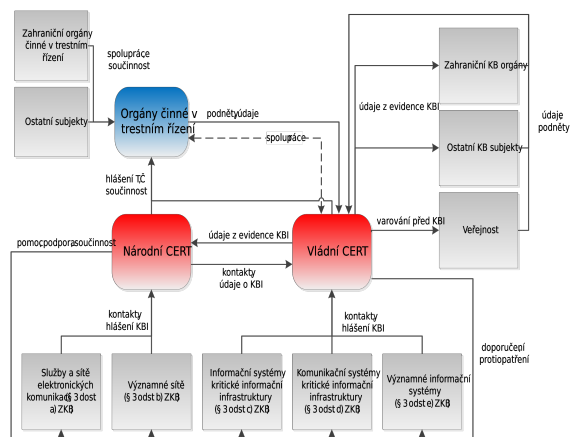 Zahraniční orgány
činné v trestním
řízení
spolupráce
součinnost
Ostatní subjekty
Orgány činné v
trestním řízení
podněty údaje
spolupráce
Zahraniční KB orgány
údaje z evidence KBI
Ostatní KB subjekty
údaje
podněty
hlášení TČ
součinnost
Veřejnost
varování před KBI
pomoc podpora součinnost
Národní CERT
údaje z evidence KBI
kontakty
údaje o KBI
Vládní CERT
kontakty
hlášení KBI
kontakty
hlášení KBI
doporučení
protiopatření
Služby a sítě
elektronických
komunikací (§ 3 odst
a) ZKB)
Významné sítě
(§ 3 odst b) ZKB)
Informační systémy
kritické informační
infrastruktury
(§ 3 odst c) ZKB)
Komunikační systémy
kritické informační
infrastruktury
(§ 3 odst d) ZKB)
Významné informační
systémy
(§ 3 odst e) ZKB)